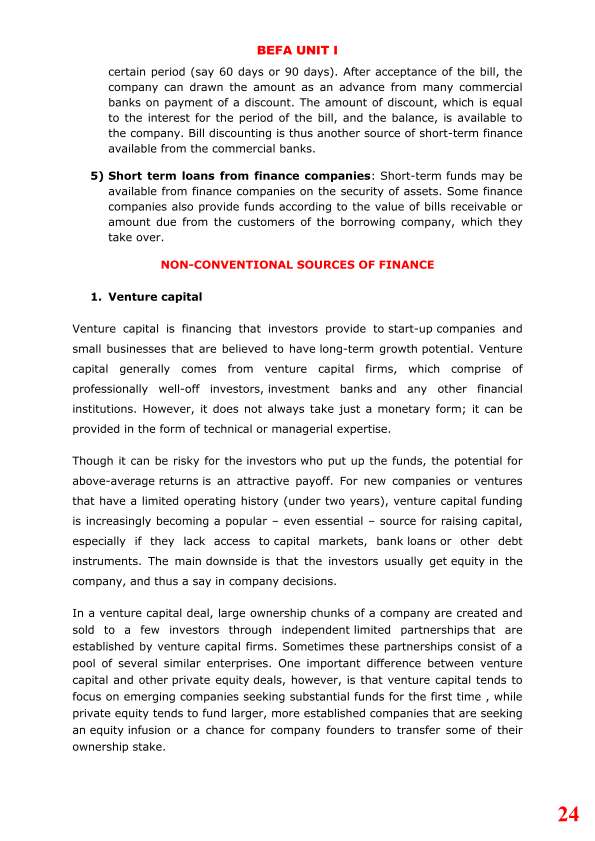 BEFA UNIT I
certain period (say 60 days or 90 days). After acceptance of the bill, the
company can drawn the amount as an advance from many commercial
banks on payment of a discount. The amount of discount, which is equal
to the interest for the period of the bill, and the balance, is available to
the company. Bill discounting is thus another source of short-term finance
available from the commercial banks.
5) Short term loans from finance companies: Short-term funds may be
available from finance companies on the security of assets. Some finance
companies also provide funds according to the value of bills receivable or
amount due from the customers of the borrowing company, which they
take over.
NON-CONVENTIONAL SOURCES OF FINANCE
1. Venture capital
Venture capital is financing that investors provide to start-up companies and
small businesses that are believed to have long-term growth potential. Venture
capital generally comes from venture capital firms, which comprise of
professionally well-off investors, investment banks and any other financial
institutions. However, it does not always take just a monetary form; it can be
provided in the form of technical or managerial expertise.
Though it can be risky for the investors who put up the funds, the potential for
above-average returns is an attractive payoff. For new companies or ventures
that have a limited operating history (under two years), venture capital funding
is increasingly becoming a popular – even essential – source for raising capital,
especially if they lack access to capital markets, bank loans or other debt
instruments. The main downside is that the investors usually get equity in the
company, and thus a say in company decisions.
In a venture capital deal, large ownership chunks of a company are created and
sold to a few investors through independent limited partnerships that are
established by venture capital firms. Sometimes these partnerships consist of a
pool of several similar enterprises. One important difference between venture
capital and other private equity deals, however, is that venture capital tends to
focus on emerging companies seeking substantial funds for the first time , while
private equity tends to fund larger, more established companies that are seeking
an equity infusion or a chance for company founders to transfer some of their
ownership stake.
24